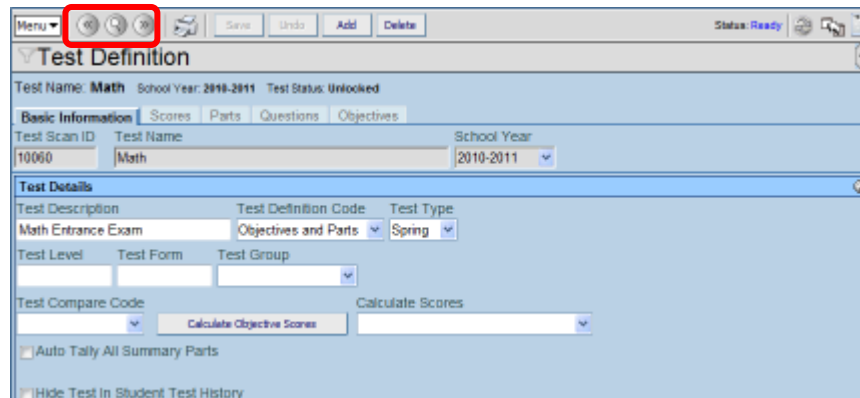 Menu Save Undo Add Delete Status: Ready
Test Definition
Test Name: Math School Year: 2010-2011 Test Status: Unlocked
Basic Information Scores Parts Questions Objectives
Test Scan ID Test Name School Year
10060 Math 2010-2011
Test Details
Test Description Test Definition Code Test Type
Math Entrance Exam Objectives and Parts Spring
Test Level Test Form Test Group
Test Compare Code Calculate Scores
Calculate Objective Scores
Auto Tally All Summary Parts
Hide Test In Student Test History